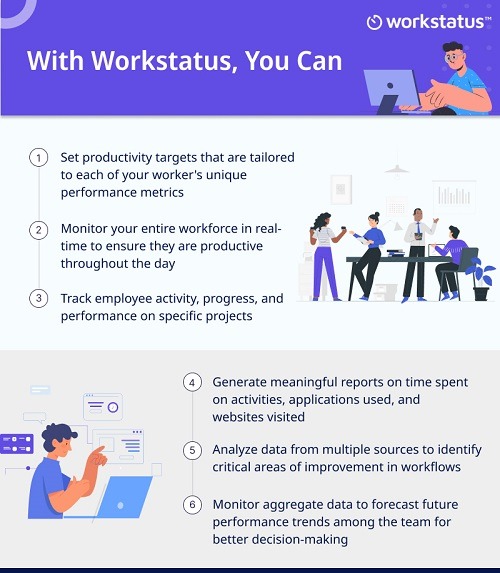 workstatus™
With Workstatus, You Can
1
Set productivity targets that are tailored
to each of your worker's unique
performance metrics
2
Monitor your entire workforce in real-
time to ensure they are productive
throughout the day
3
Track employee activity, progress, and
performance on specific projects
4
Generate meaningful reports on time spent
on activities, applications used, and
websites visited
5
Analyze data from multiple sources to identify
critical areas of improvement in workflows
6
Monitor aggregate data to forecast future
performance trends among the team for
better decision-making